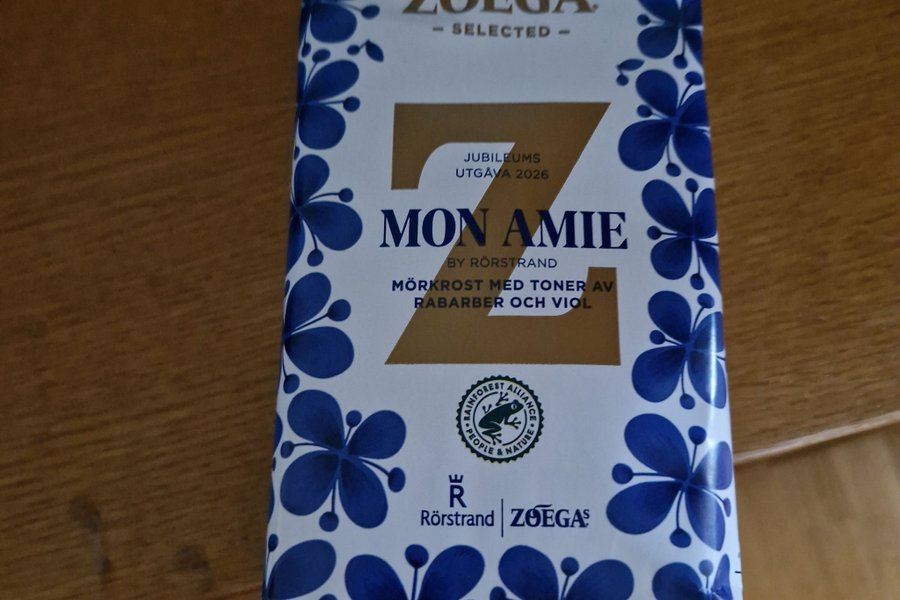 ZOÉGAS
– SELECTED –
JUBILEUMS
UTGÅVA 2026
MON AMIE
BY RÖRSTRAND
MÖRKROST MED TONER AV
RABARBER OCH VIOL
RAINFOREST ALLIANCE
PEOPLE & NATURE
R
Rörstrand
ZOÉGAS